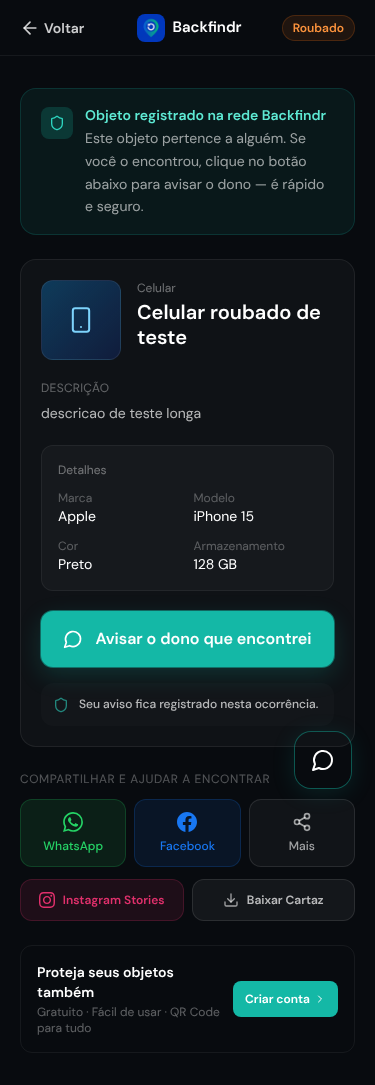 Voltar
Backfindr
Roubado
Objeto registrado na rede Backfindr
Este objeto pertence a alguém. Se
você o encontrou, clique no botão
abaixo para avisar o dono — é rápido
e seguro.
Celular
Celular roubado de
teste
DESCRIÇÃO
descricao de teste longa
Detalhes
Marca
Modelo
Apple
iPhone 15
Cor
Armazenamento
Preto
128 GB
Avisar o dono que encontrei
Seu aviso fica registrado nesta ocorrência.
COMPARTILHAR E AJUDAR A ENCONTRAR
WhatsApp
Facebook
Mais
Instagram Stories
Baixar Cartaz
Proteja seus objetos
também
Gratuito · Fácil de usar · QR Code
para tudo
Criar conta